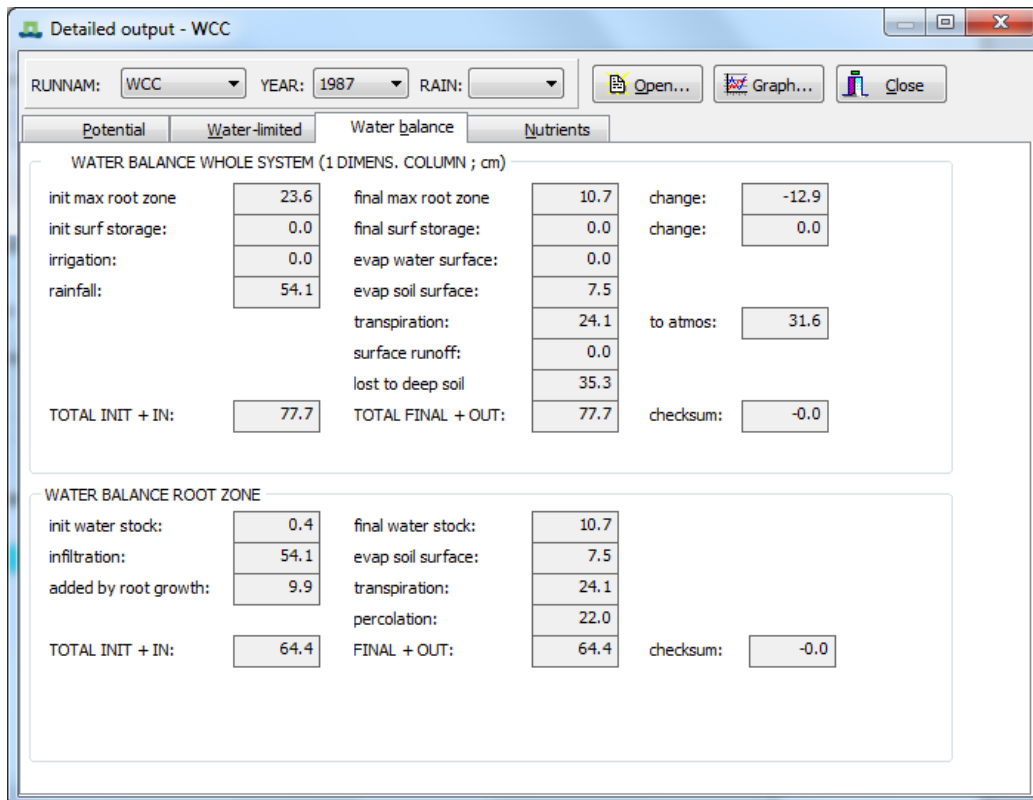 Detailed output - WCC
RUNNAM: WCC YEAR: 1987 RAIN: Open... Graph... Close
Potential Water-limited Water balance Nutrients
WATER BALANCE WHOLE SYSTEM (1 DIMENS. COLUMN ; cm)
init max root zone 23.6 final max root zone 10.7 change: -12.9
init surf storage: 0.0 final surf storage: 0.0 change: 0.0
irrigation: 0.0 evap water surface: 0.0
rainfall: 54.1 evap soil surface: 7.5
transpiration: 24.1 to atmos: 31.6
surface runoff: 0.0
lost to deep soil 35.3
TOTAL INIT + IN: 77.7 TOTAL FINAL + OUT: 77.7 checksum: -0.0
WATER BALANCE ROOT ZONE
init water stock: 0.4 final water stock: 10.7
infiltration: 54.1 evap soil surface: 7.5
added by root growth: 9.9 transpiration: 24.1
percolation: 22.0
TOTAL INIT + IN: 64.4 FINAL + OUT: 64.4 checksum: -0.0